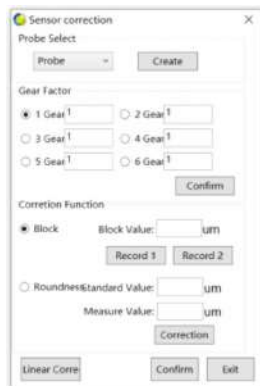 Sensor correction
Probe Select
Probe Create
Gear Factor
1 Gear 1 2 Gear 1
3 Gear 1 4 Gear 1
5 Gear 1 6 Gear 1
Confirm
Corretion Function
Block Block Value: um
Record 1 Record 2
Roundness Standard Value: um
Measure Value: um
Correction
Linear Corre Confirm Exit